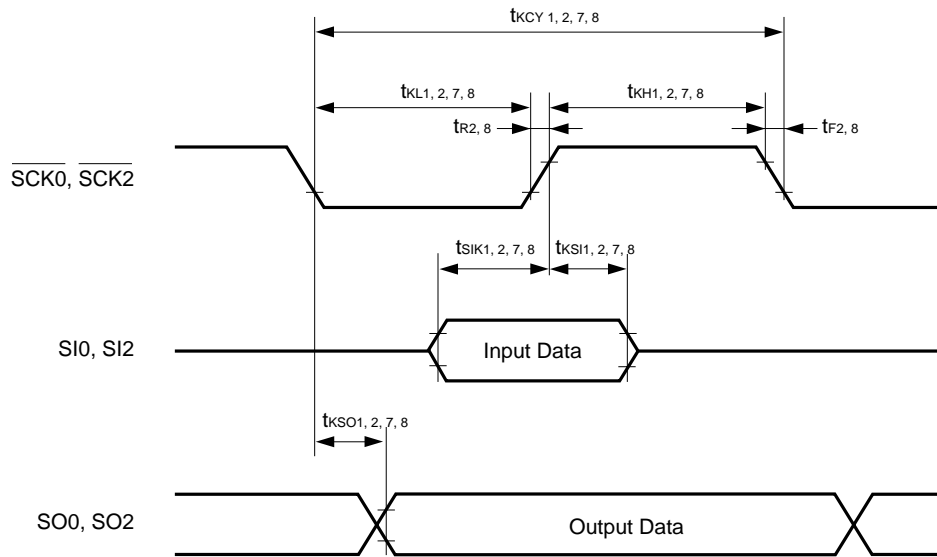 tKCY 1, 2, 7, 8
tKL1, 2, 7, 8
tKH1, 2, 7, 8
tR2, 8
tF2, 8
SCK0, SCK2
tSIK1, 2, 7, 8
tKSI1, 2, 7, 8
SI0, SI2
Input Data
tKSO1, 2, 7, 8
SO0, SO2
Output Data